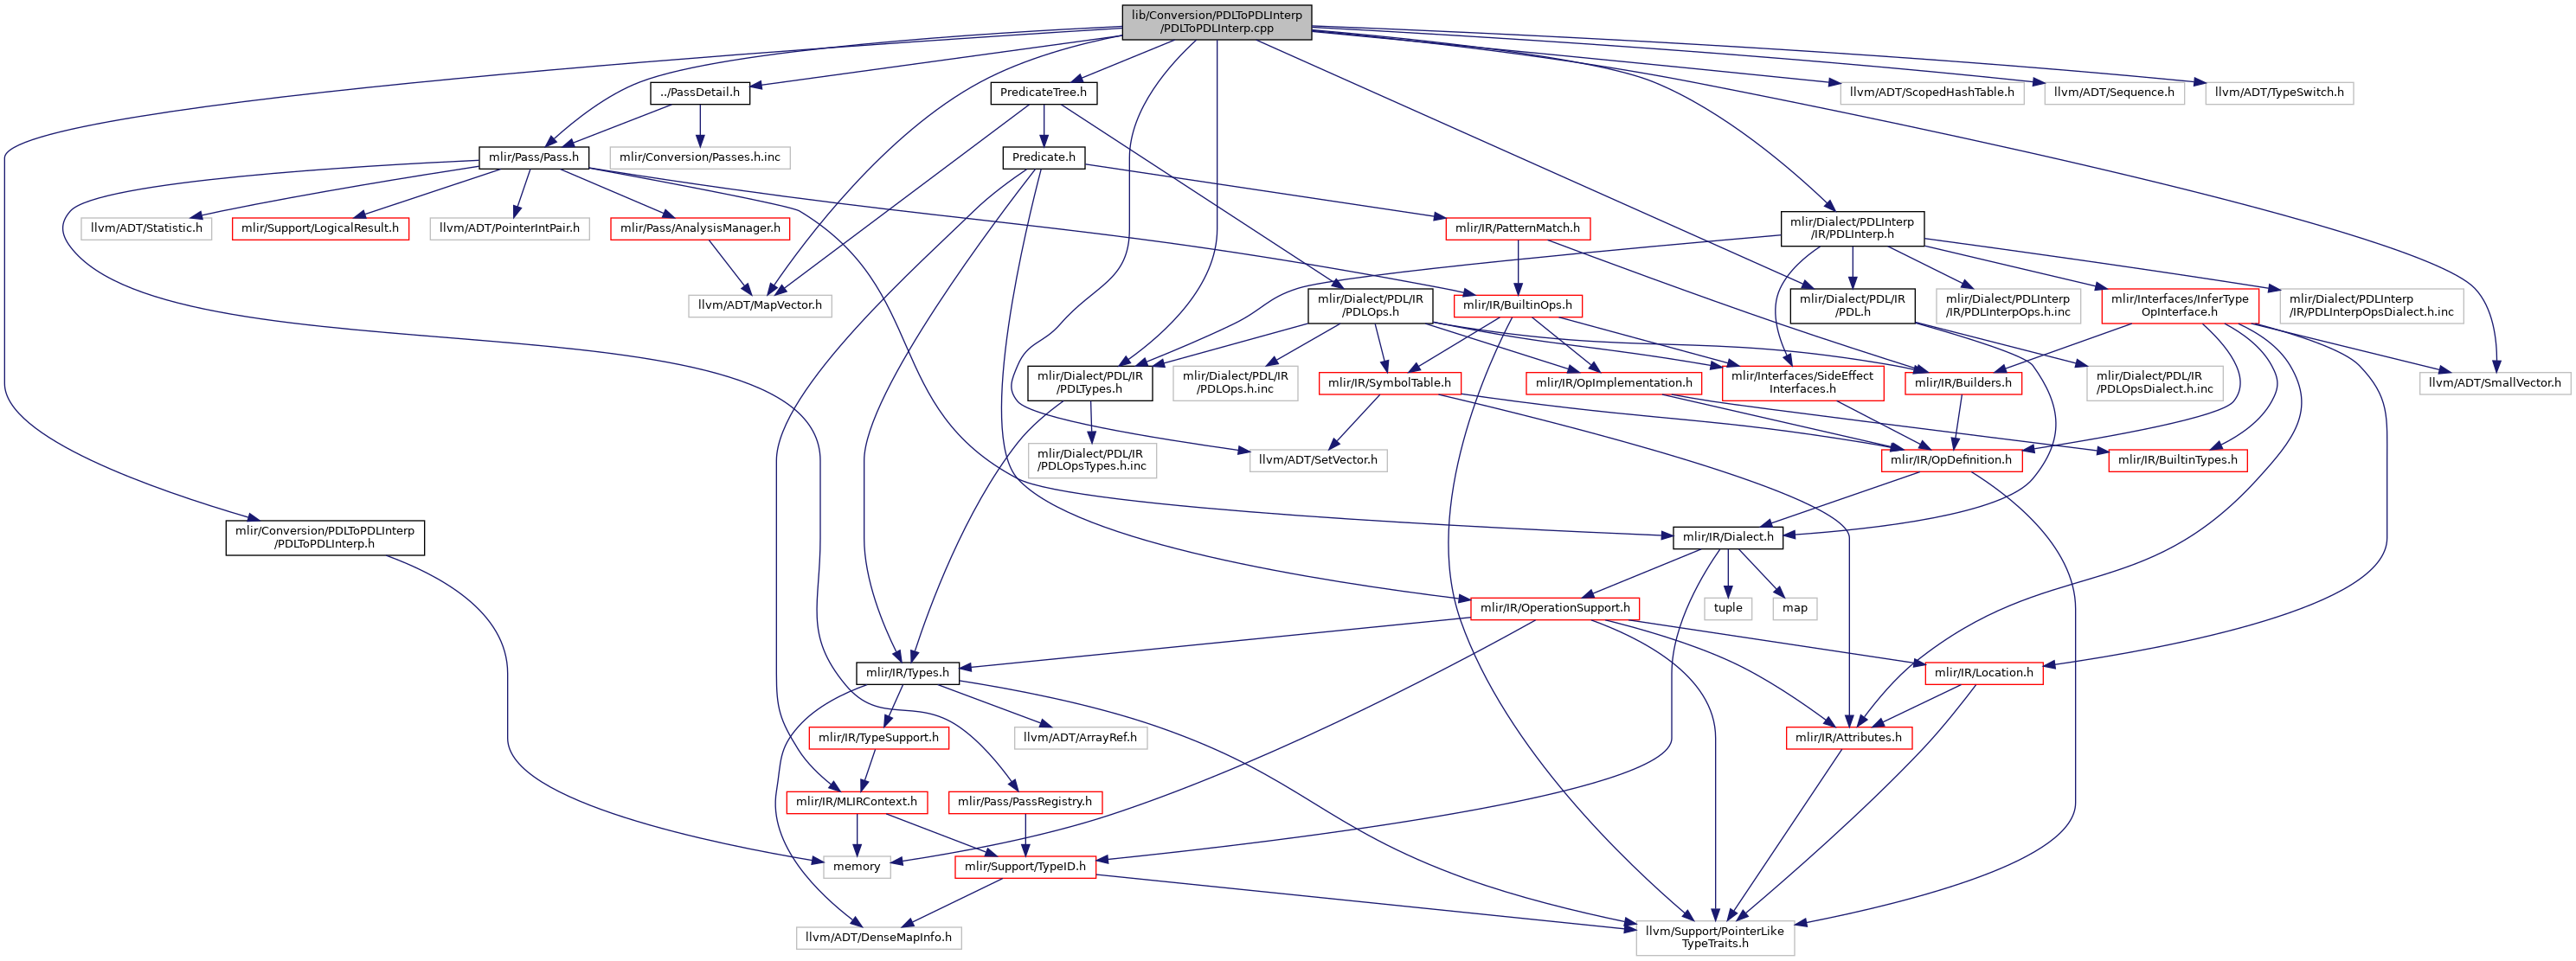 lib/Conversion/PDLToPDLInterp
/PDLToPDLInterp.cpp
../PassDetail.h
PredicateTree.h
llvm/ADT/ScopedHashTable.h
llvm/ADT/Sequence.h
llvm/ADT/TypeSwitch.h
mlir/Pass/Pass.h
mlir/Conversion/Passes.h.inc
Predicate.h
llvm/ADT/Statistic.h
mlir/Support/LogicalResult.h
llvm/ADT/PointerIntPair.h
mlir/Pass/AnalysisManager.h
mlir/IR/PatternMatch.h
mlir/Dialect/PDLInterp
/IR/PDLInterp.h
llvm/ADT/MapVector.h
mlir/Dialect/PDL/IR
/PDLOps.h
mlir/IR/BuiltinOps.h
mlir/Dialect/PDL/IR
/PDL.h
mlir/Dialect/PDLInterp
/IR/PDLInterpOps.h.inc
mlir/Interfaces/InferType
OpInterface.h
mlir/Dialect/PDLInterp
/IR/PDLInterpOpsDialect.h.inc
mlir/Dialect/PDL/IR
/PDLTypes.h
mlir/Dialect/PDL/IR
/PDLOps.h.inc
mlir/IR/SymbolTable.h
mlir/IR/OpImplementation.h
mlir/Interfaces/SideEffect
Interfaces.h
mlir/IR/Builders.h
mlir/Dialect/PDL/IR
/PDLOpsDialect.h.inc
llvm/ADT/SmallVector.h
mlir/Dialect/PDL/IR
/PDLOpsTypes.h.inc
llvm/ADT/SetVector.h
mlir/IR/OpDefinition.h
mlir/IR/BuiltinTypes.h
mlir/Conversion/PDLToPDLInterp
/PDLToPDLInterp.h
mlir/IR/Dialect.h
mlir/IR/OperationSupport.h
tuple
map
mlir/IR/Types.h
mlir/IR/Location.h
mlir/IR/TypeSupport.h
llvm/ADT/ArrayRef.h
mlir/IR/Attributes.h
mlir/IR/MLIRContext.h
mlir/Pass/PassRegistry.h
memory
mlir/Support/TypeID.h
llvm/ADT/DenseMapInfo.h
llvm/Support/PointerLike
TypeTraits.h